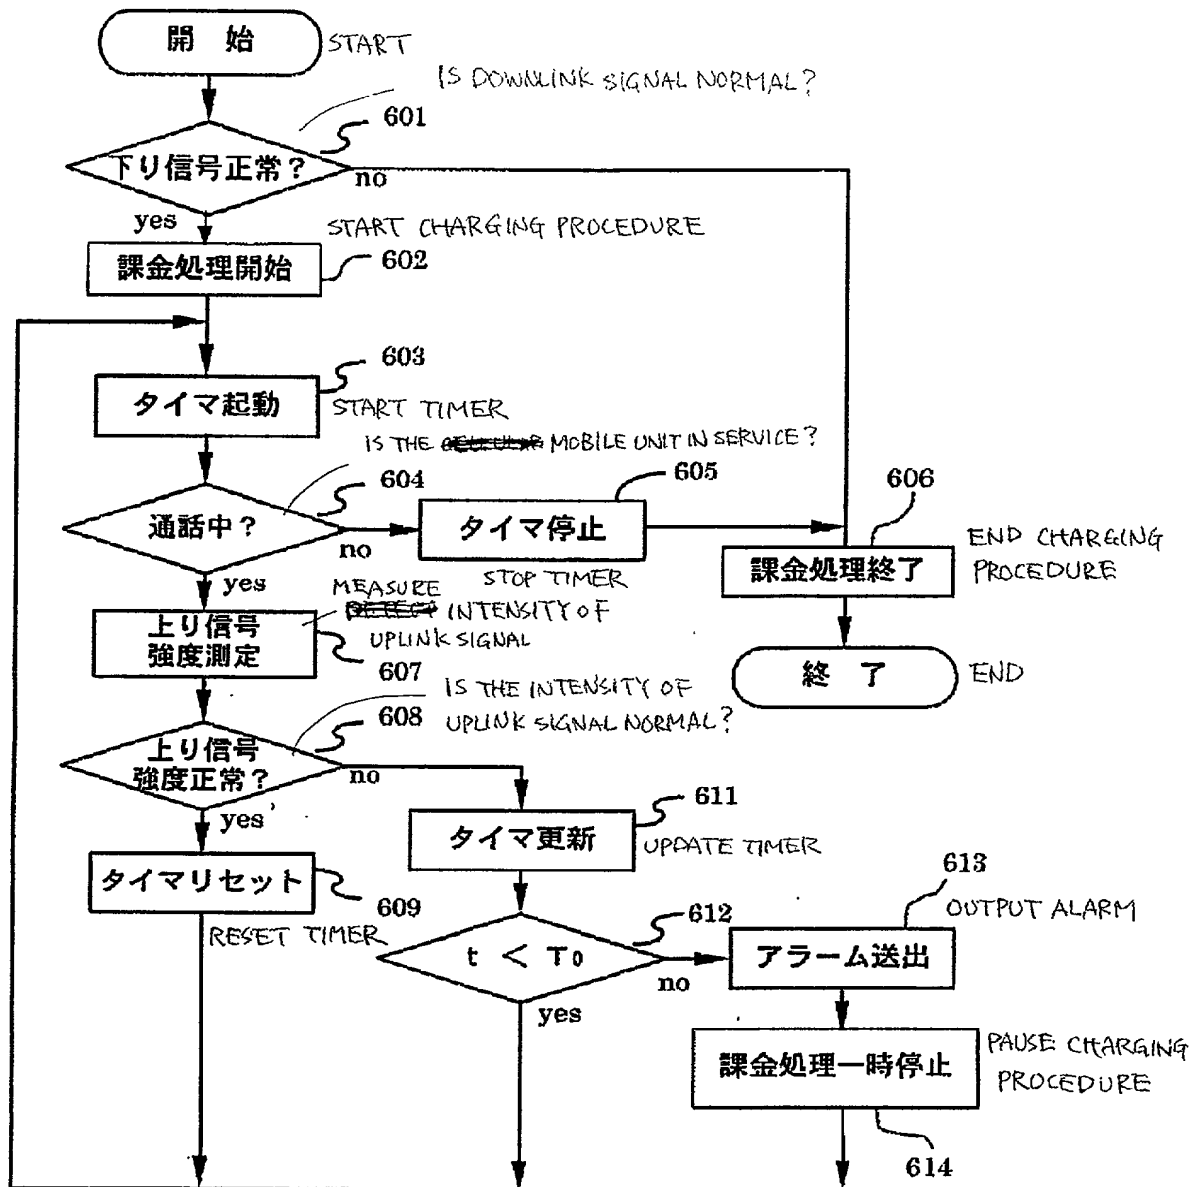 開 始
START
IS DOWNLINK SIGNAL NORMAL?
601
下り信号正常?
no
yes
START CHARGING PROCEDURE
課金処理開始
602
603
タイマ起動
START TIMER
IS THE MOBILE UNIT IN SERVICE?
604
605
606
通話中?
no
タイマ停止
END CHARGING
PROCEDURE
課金処理終了
yes
STOP TIMER
MEASURE
INTENSITY OF
UPLINK SIGNAL
上り信号
強度測定
607
終 了
END
IS THE INTENSITY OF
UPLINK SIGNAL NORMAL?
608
上り信号
強度正常?
no
yes
611
タイマ更新
UPDATE TIMER
タイマリセット
609
RESET TIMER
612
613
OUTPUT ALARM
t < T0
no
アラーム送出
yes
課金処理一時停止
PAUSE CHARGING
PROCEDURE
614